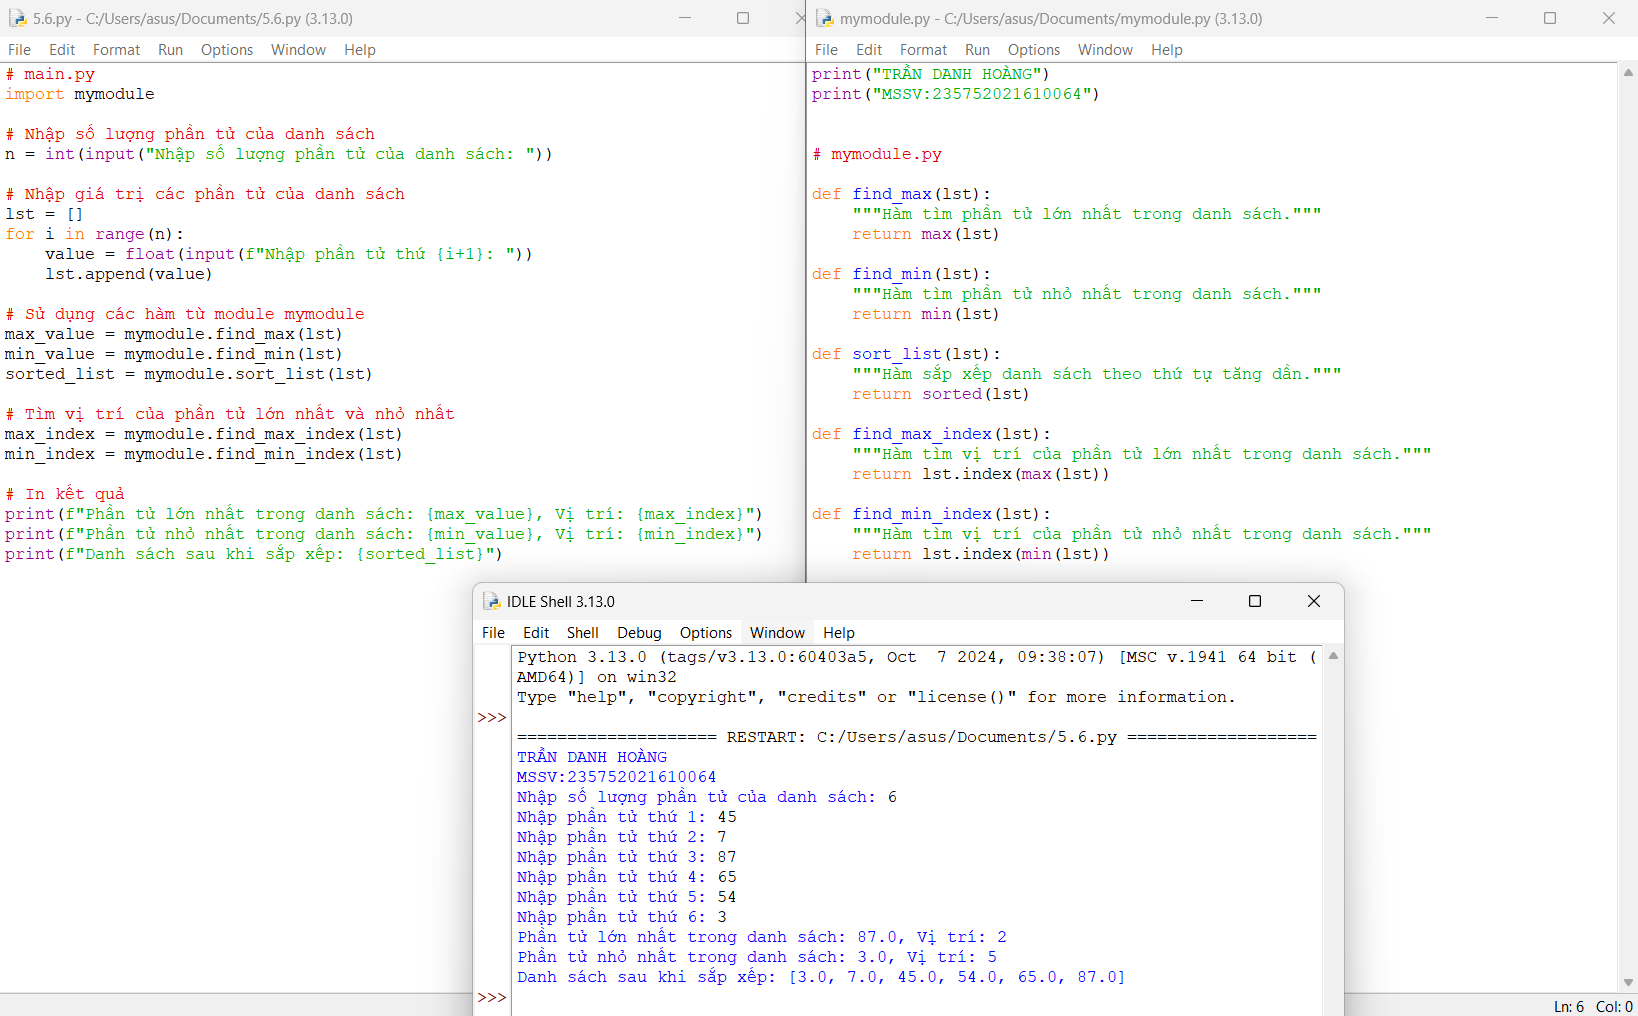 5.6.py - C:/Users/asus/Documents/5.6.py (3.13.0)
File Edit Format Run Options Window Help
# main.py
import mymodule
# Nhập số lượng phần tử của danh sách
n = int(input("Nhập số lượng phần tử của danh sách: "))
# Nhập giá trị các phần tử của danh sách
lst = []
for i in range(n):
    value = float(input(f"Nhập phần tử thứ {i+1}: "))
    lst.append(value)
# Sử dụng các hàm từ module mymodule
max_value = mymodule.find_max(lst)
min_value = mymodule.find_min(lst)
sorted_list = mymodule.sort_list(lst)
# Tìm vị trí của phần tử lớn nhất và nhỏ nhất
max_index = mymodule.find_max_index(lst)
min_index = mymodule.find_min_index(lst)
# In kết quả
print(f"Phần tử lớn nhất trong danh sách: {max_value}, Vị trí: {max_index}")
print(f"Phần tử nhỏ nhất trong danh sách: {min_value}, Vị trí: {min_index}")
print(f"Danh sách sau khi sắp xếp: {sorted_list}")
mymodule.py - C:/Users/asus/Documents/mymodule.py (3.13.0)
File Edit Format Run Options Window Help
print("TRẦN DANH HOÀNG")
print("MSSV:235752021610064")
# mymodule.py
def find_max(lst):
    """Hàm tìm phần tử lớn nhất trong danh sách."""
    return max(lst)
def find_min(lst):
    """Hàm tìm phần tử nhỏ nhất trong danh sách."""
    return min(lst)
def sort_list(lst):
    """Hàm sắp xếp danh sách theo thứ tự tăng dần."""
    return sorted(lst)
def find_max_index(lst):
    """Hàm tìm vị trí của phần tử lớn nhất trong danh sách."""
    return lst.index(max(lst))
def find_min_index(lst):
    """Hàm tìm vị trí của phần tử nhỏ nhất trong danh sách."""
    return lst.index(min(lst))
IDLE Shell 3.13.0
File Edit Shell Debug Options Window Help
Python 3.13.0 (tags/v3.13.0:60403a5, Oct  7 2024, 09:38:07) [MSC v.1941 64 bit (
AMD64)] on win32
Type "help", "copyright", "credits" or "license()" for more information.
>>>
==================== RESTART: C:/Users/asus/Documents/5.6.py ===================
TRẦN DANH HOÀNG
MSSV:235752021610064
Nhập số lượng phần tử của danh sách: 6
Nhập phần tử thứ 1: 45
Nhập phần tử thứ 2: 7
Nhập phần tử thứ 3: 87
Nhập phần tử thứ 4: 65
Nhập phần tử thứ 5: 54
Nhập phần tử thứ 6: 3
Phần tử lớn nhất trong danh sách: 87.0, Vị trí: 2
Phần tử nhỏ nhất trong danh sách: 3.0, Vị trí: 5
Danh sách sau khi sắp xếp: [3.0, 7.0, 45.0, 54.0, 65.0, 87.0]
>>>
Ln: 6 Col: 0